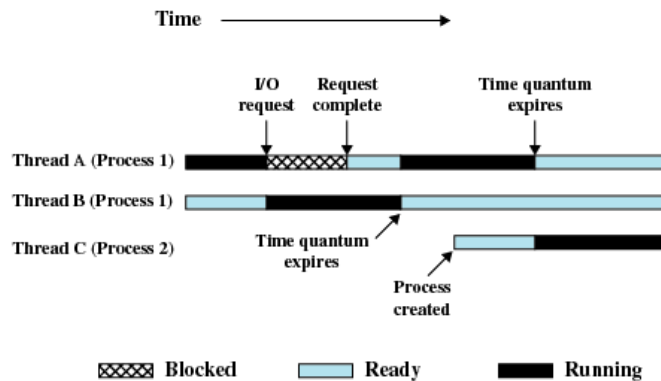 Time
I/O
request
Request
complete
Time quantum
expires
Thread A (Process 1)
Thread B (Process 1)
Thread C (Process 2)
Time quantum
expires
Process
created
Blocked
Ready
Running